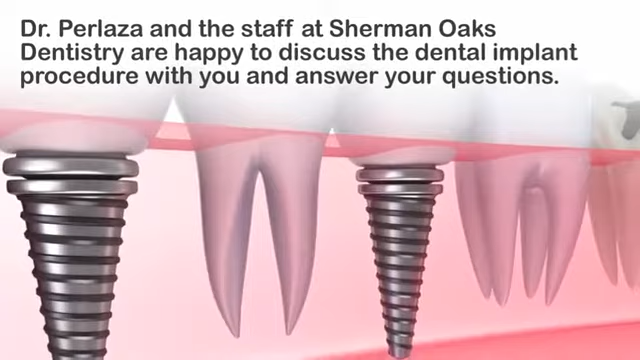 Dr. Perlaza and the staff at Sherman Oaks
Dentistry are happy to discuss the dental implant
procedure with you and answer your questions.